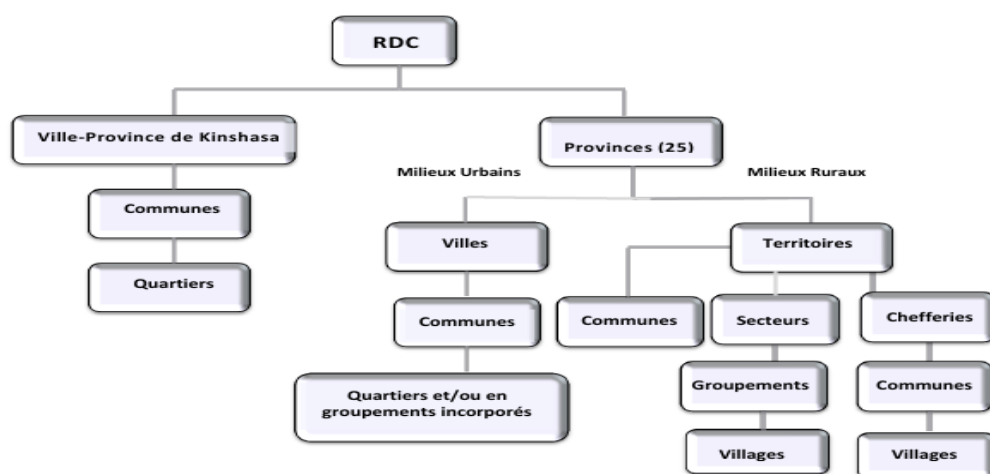 RDC
Ville-Province de Kinshasa
Provinces (25)
Milieux Urbains
Milieux Ruraux
Communes
Villes
Territoires
Quartiers
Communes
Communes
Secteurs
Chefferies
Quartiers et/ou en
groupements incorporés
Groupements
Communes
Villages
Villages